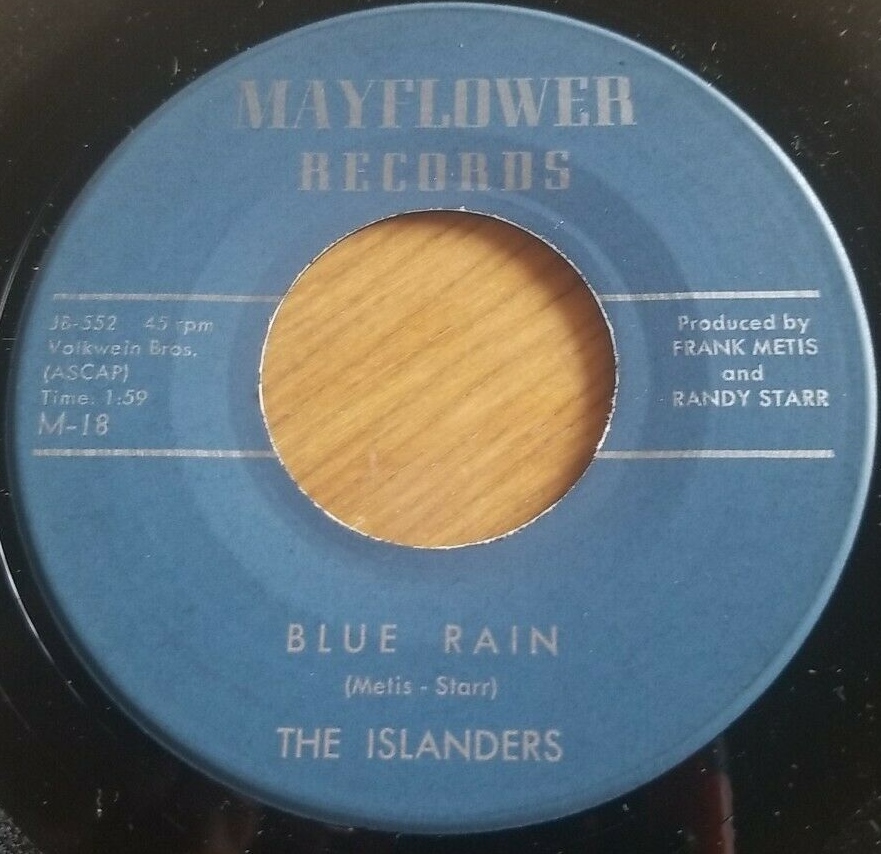 MAYFLOWER
RECORDS
JB-552 45 rpm
Volkwein Bros.
(ASCAP)
Time: 1:59
M-18
Produced by
FRANK METIS
and
RANDY STARR
BLUE RAIN
(Metis - Starr)
THE ISLANDERS